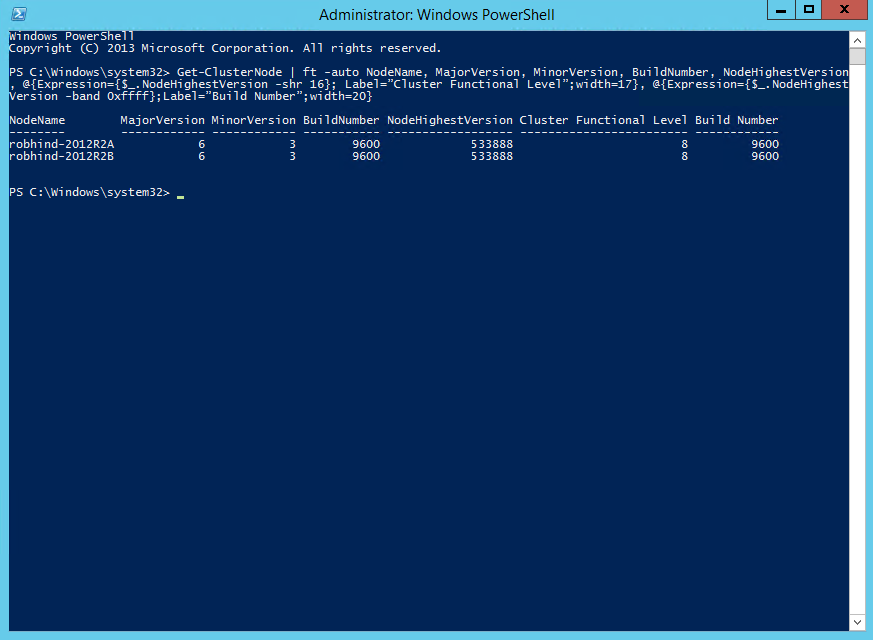 Administrator: Windows PowerShell
Windows PowerShell
Copyright (C) 2013 Microsoft Corporation. All rights reserved.
PS C:\Windows\system32> Get-ClusterNode | ft -auto NodeName, MajorVersion, MinorVersion, BuildNumber, NodeHighestVersion
, @{Expression={$_.NodeHighestVersion -shr 16}; Label=”Cluster Functional Level”;width=17}, @{Expression={$_.NodeHighest
Version -band 0xffff};Label=”Build Number”;width=20}
NodeName MajorVersion MinorVersion BuildNumber NodeHighestVersion Cluster Functional Level Build Number
-------- ------------ ------------ ----------- ------------------ ------------------------ ------------
robhind-2012R2A 6 3 9600 533888 8 9600
robhind-2012R2B 6 3 9600 533888 8 9600
PS C:\Windows\system32> _